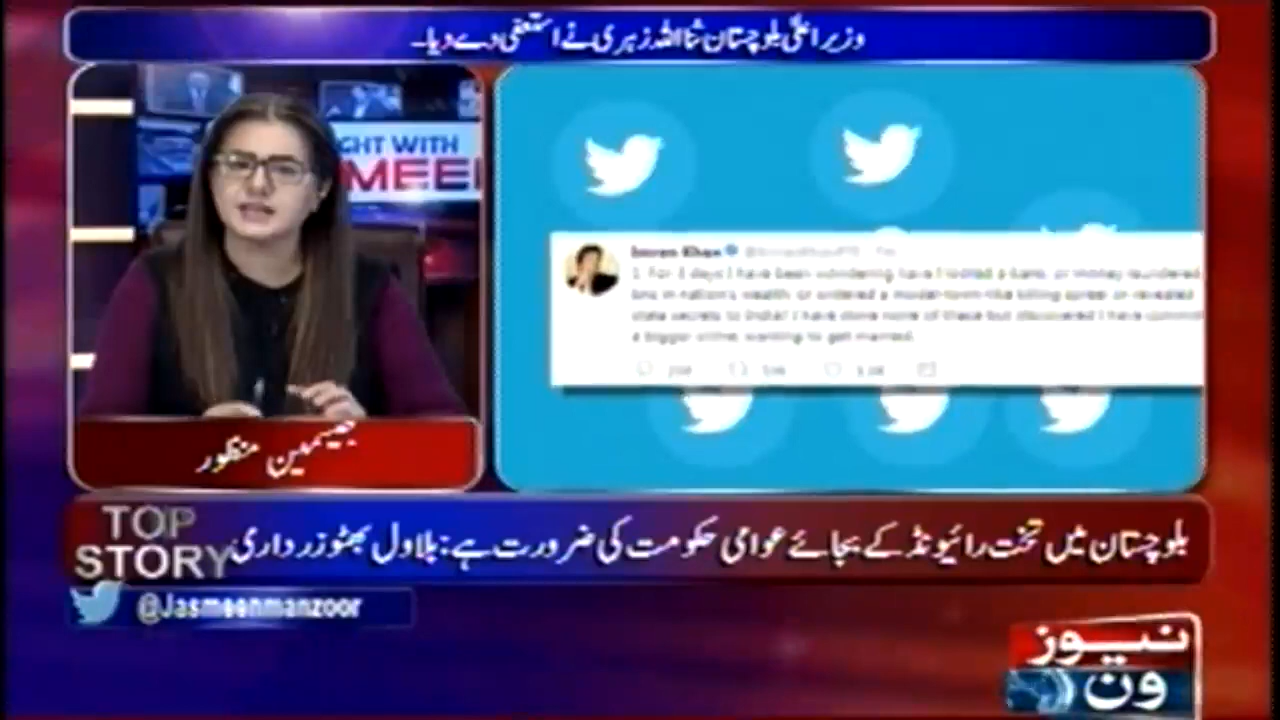 وزیر اعلیٰ بلوچستان ثنااللہ زہری نے استعفی دے دیا۔
GHT WITH
MEE
Imran Khan
1. For 3 days I have been wondering have I looted a bank, or money laundered
bns in nation's wealth, or ordered a model-town-like killing spree, or revealed
state secrets to India? I have done none of these but discovered I have commit
a bigger crime: wanting to get married.
جیسمین منظور
TOP
STORY
بلوچستان میں تخت رائیونڈ کے بجائے عوامی حکومت کی ضرورت ہے: بلاول بھٹو زرداری
@Jasmeenmanzoor
نیوز
ون